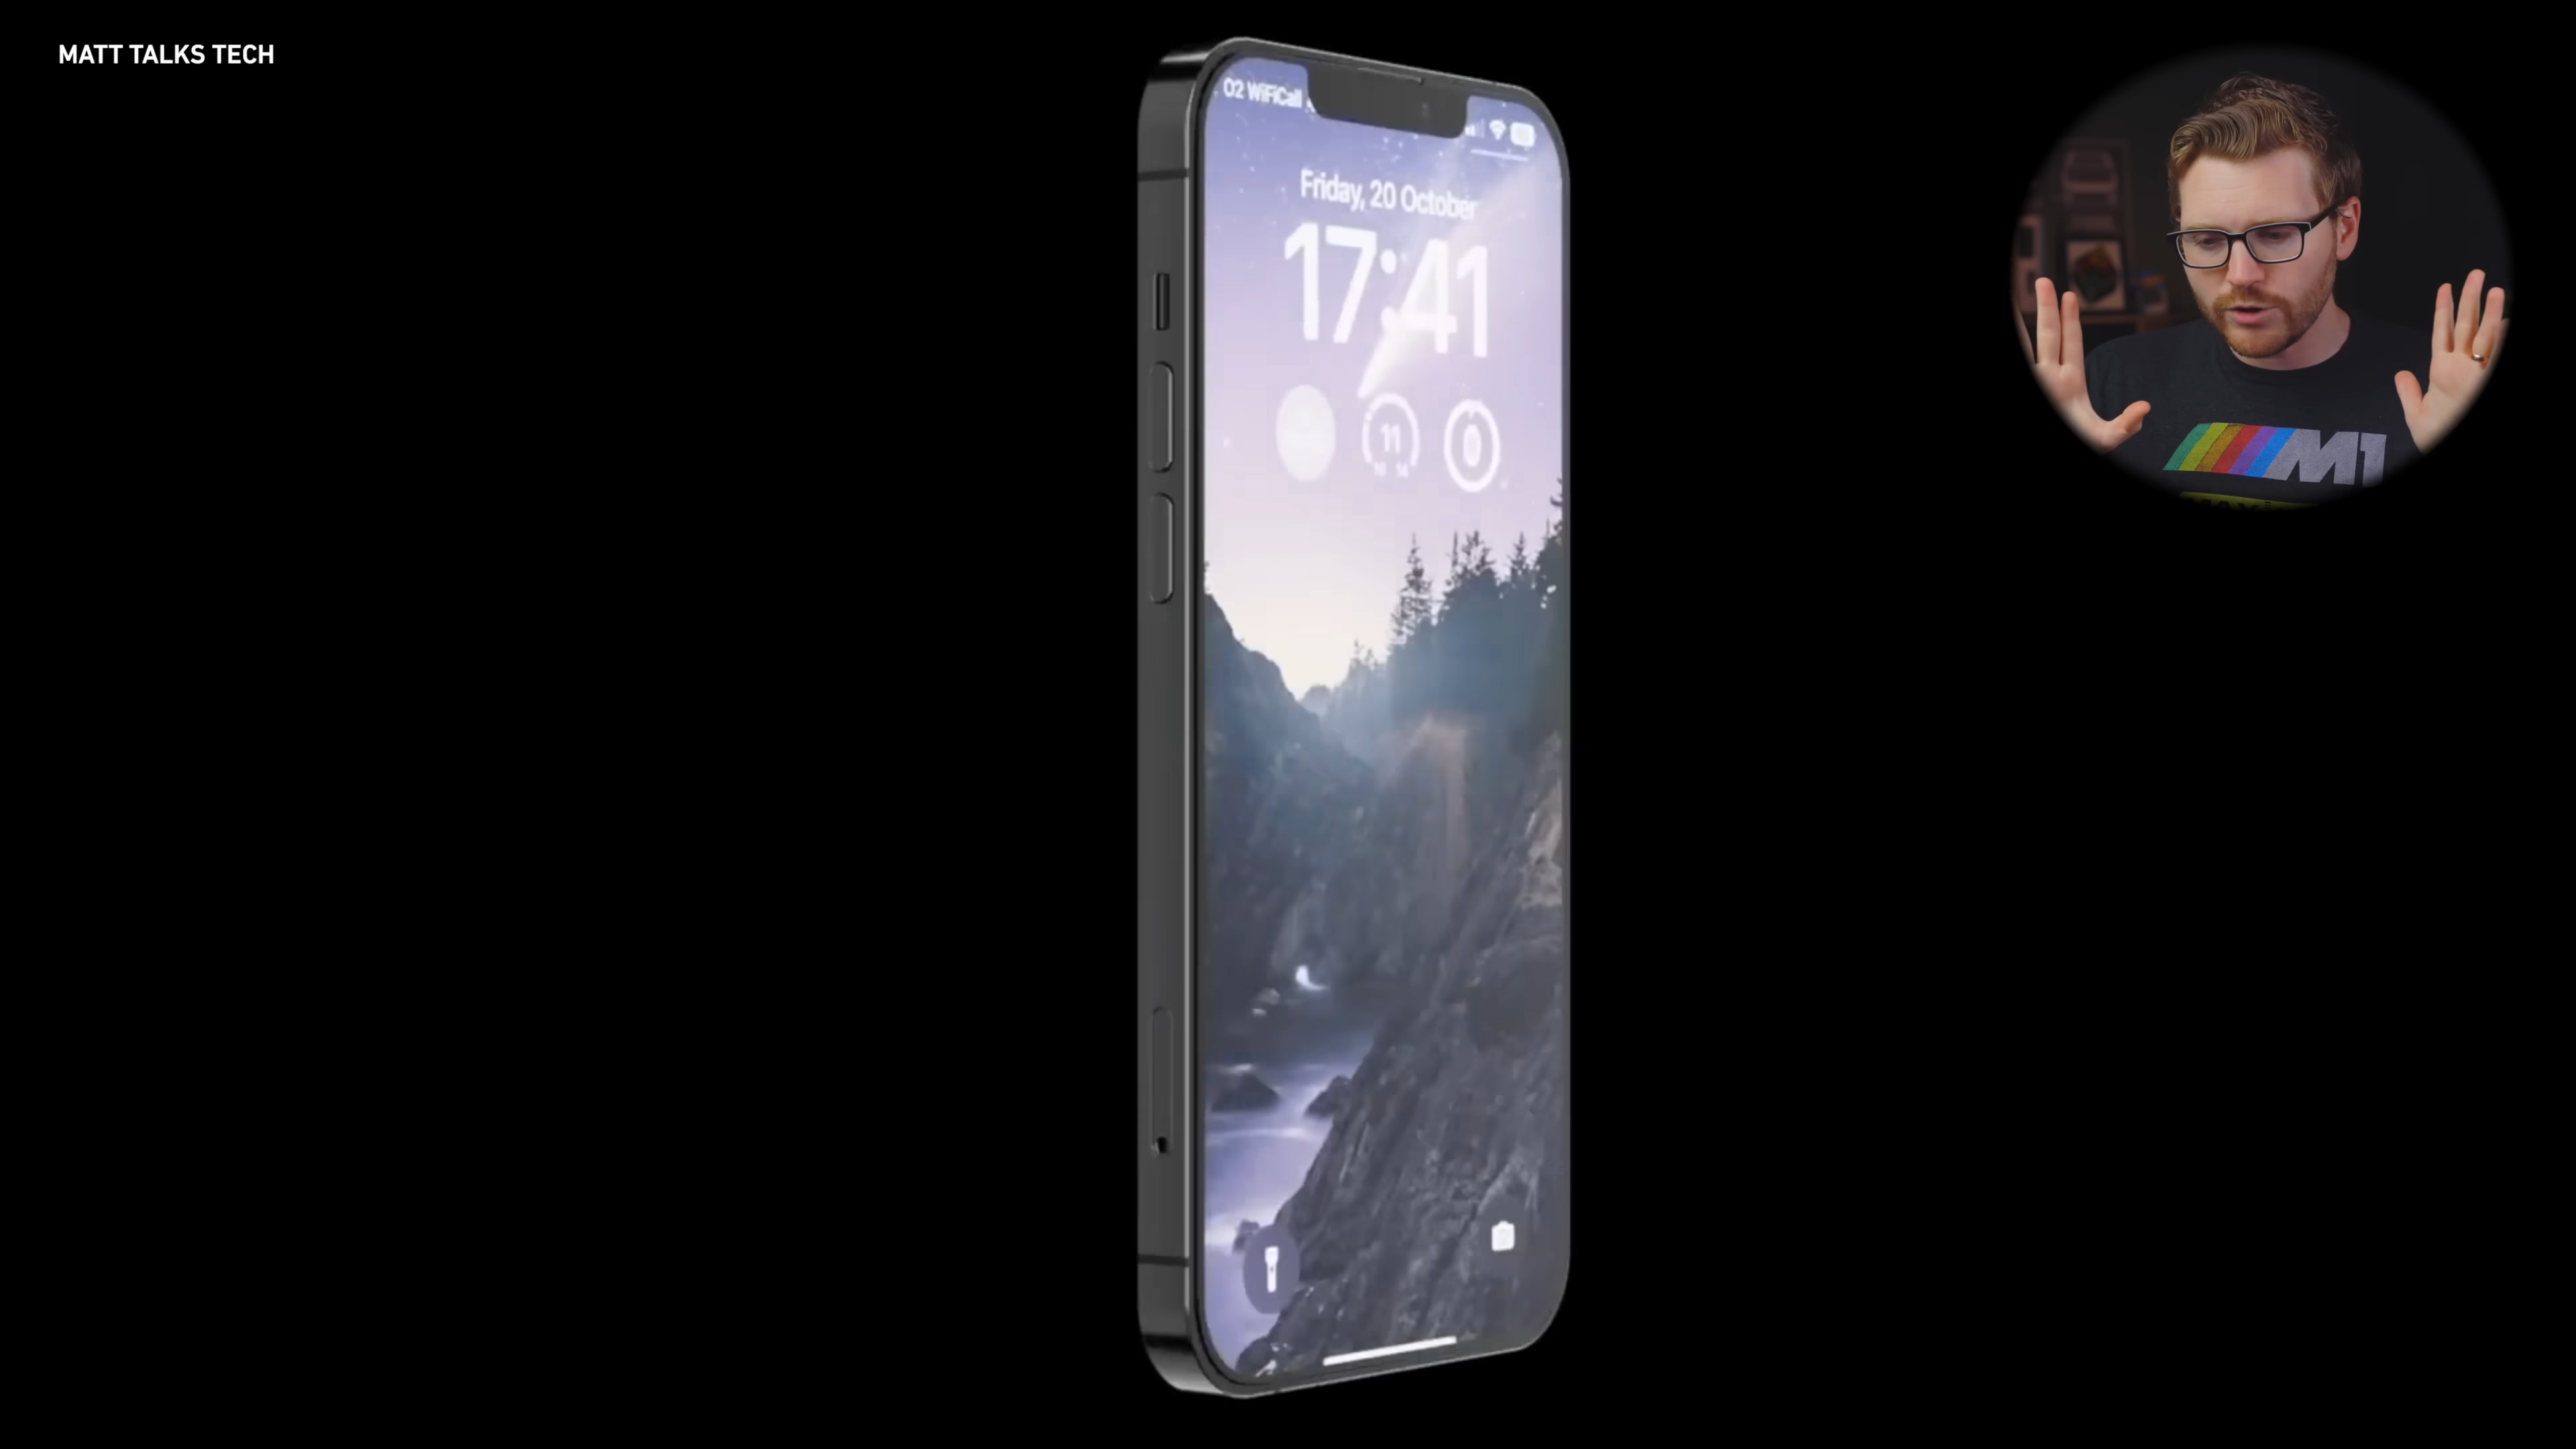 MATT TALKS TECH
O2 WiFiCall
Friday, 20 October
17:41
11
M1